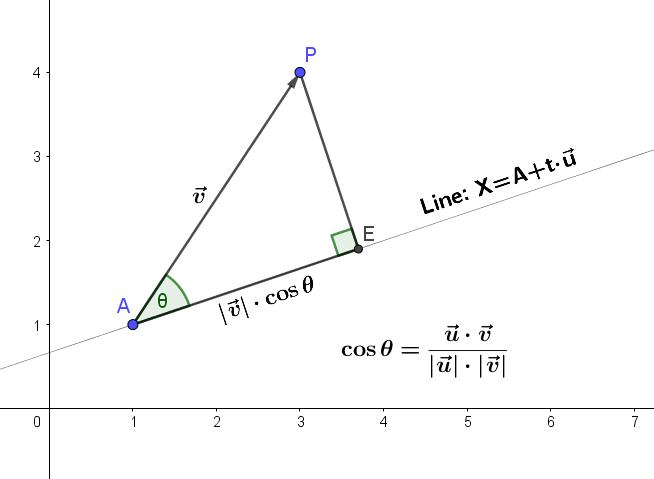 P
4
3
Line: X=A+t·u⃗
v⃗
2
E
A
θ
|v⃗| · cos θ
1
cos θ = (u⃗ · v⃗) / (|u⃗| · |v⃗|)
0 1 2 3 4 5 6 7